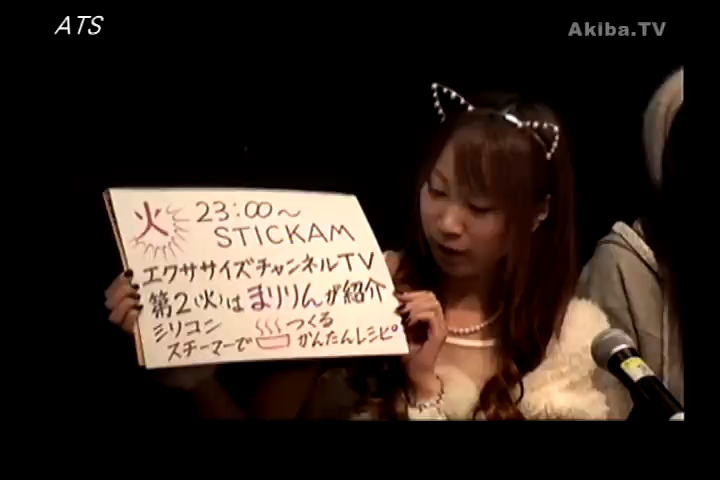 ATS
Akiba.TV
火 23:00～
STICKAM
エクササイズチャンネルTV
第2(火)は まりりんが紹介
シリコン
スチーマーで つくる
かんたんレシピ